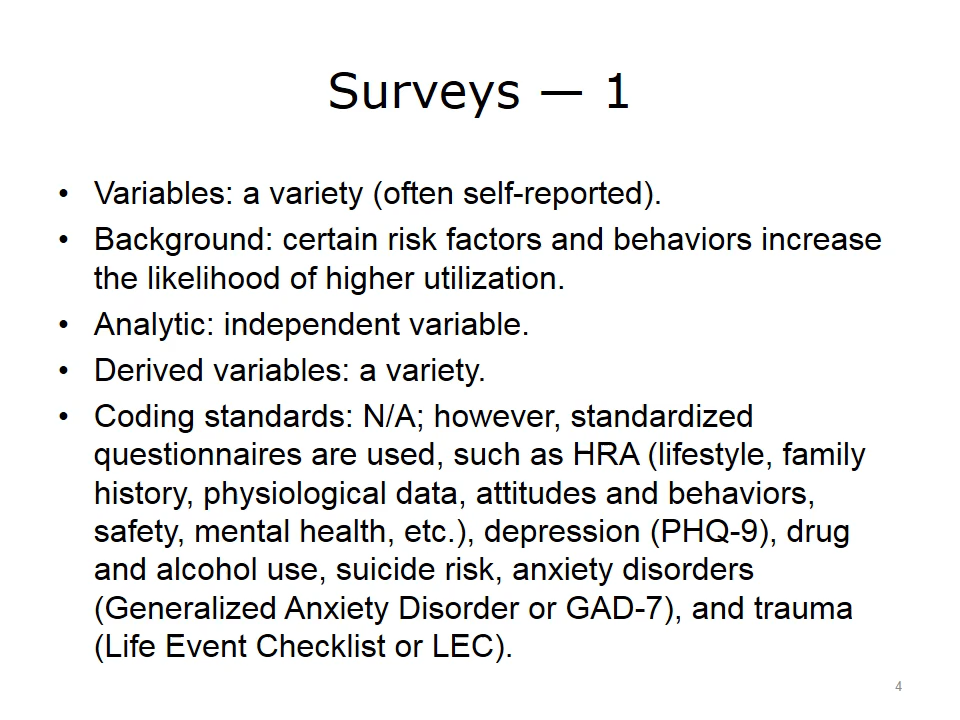 Surveys — 1
• Variables: a variety (often self-reported).
• Background: certain risk factors and behaviors increase
the likelihood of higher utilization.
• Analytic: independent variable.
• Derived variables: a variety.
• Coding standards: N/A; however, standardized
questionnaires are used, such as HRA (lifestyle, family
history, physiological data, attitudes and behaviors,
safety, mental health, etc.), depression (PHQ-9), drug
and alcohol use, suicide risk, anxiety disorders
(Generalized Anxiety Disorder or GAD-7), and trauma
(Life Event Checklist or LEC).
4